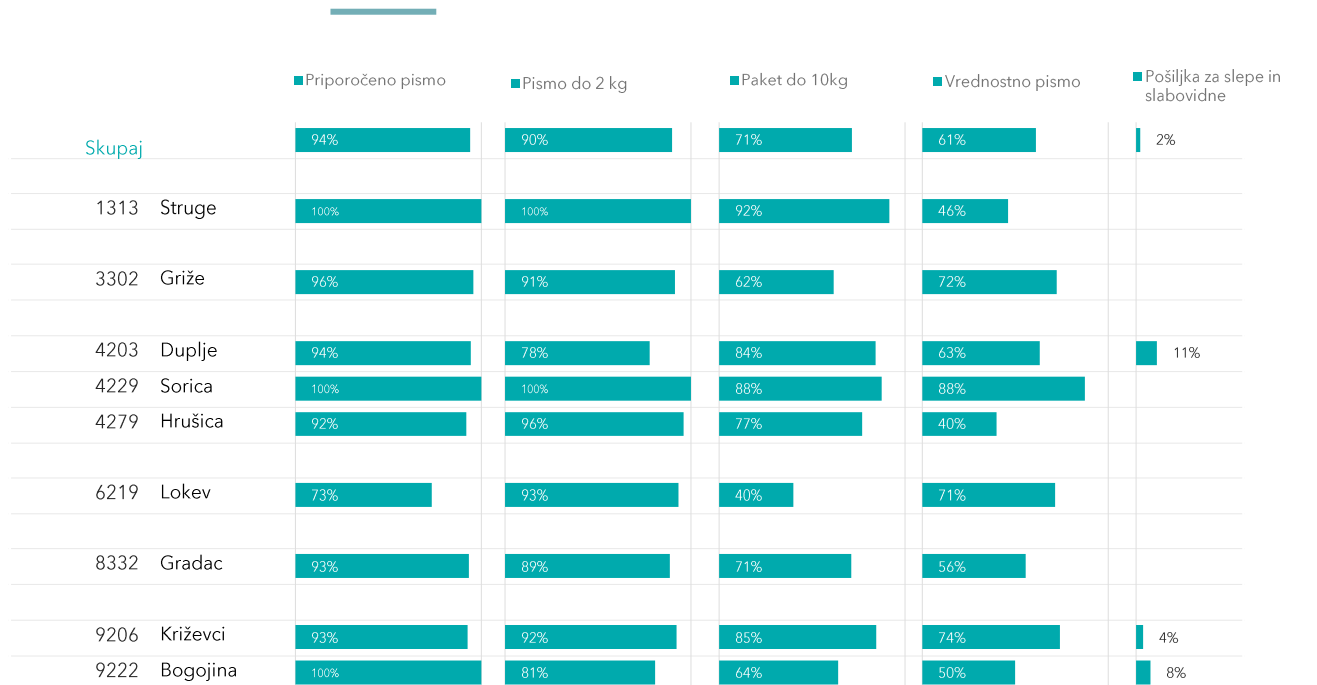 Priporočeno pismo
Pismo do 2 kg
Paket do 10kg
Vrednostno pismo
Pošiljka za slepe in
slabovidne
Skupaj 94% 90% 71% 61% 2%
1313 Struge 100% 100% 92% 46%
3302 Griže 96% 91% 62% 72%
4203 Duplje 94% 78% 84% 63% 11%
4229 Sorica 100% 100% 88% 88%
4279 Hrušica 92% 96% 77% 40%
6219 Lokev 73% 93% 40% 71%
8332 Gradac 93% 89% 71% 56%
9206 Križevci 93% 92% 85% 74% 4%
9222 Bogojina 100% 81% 64% 50% 8%